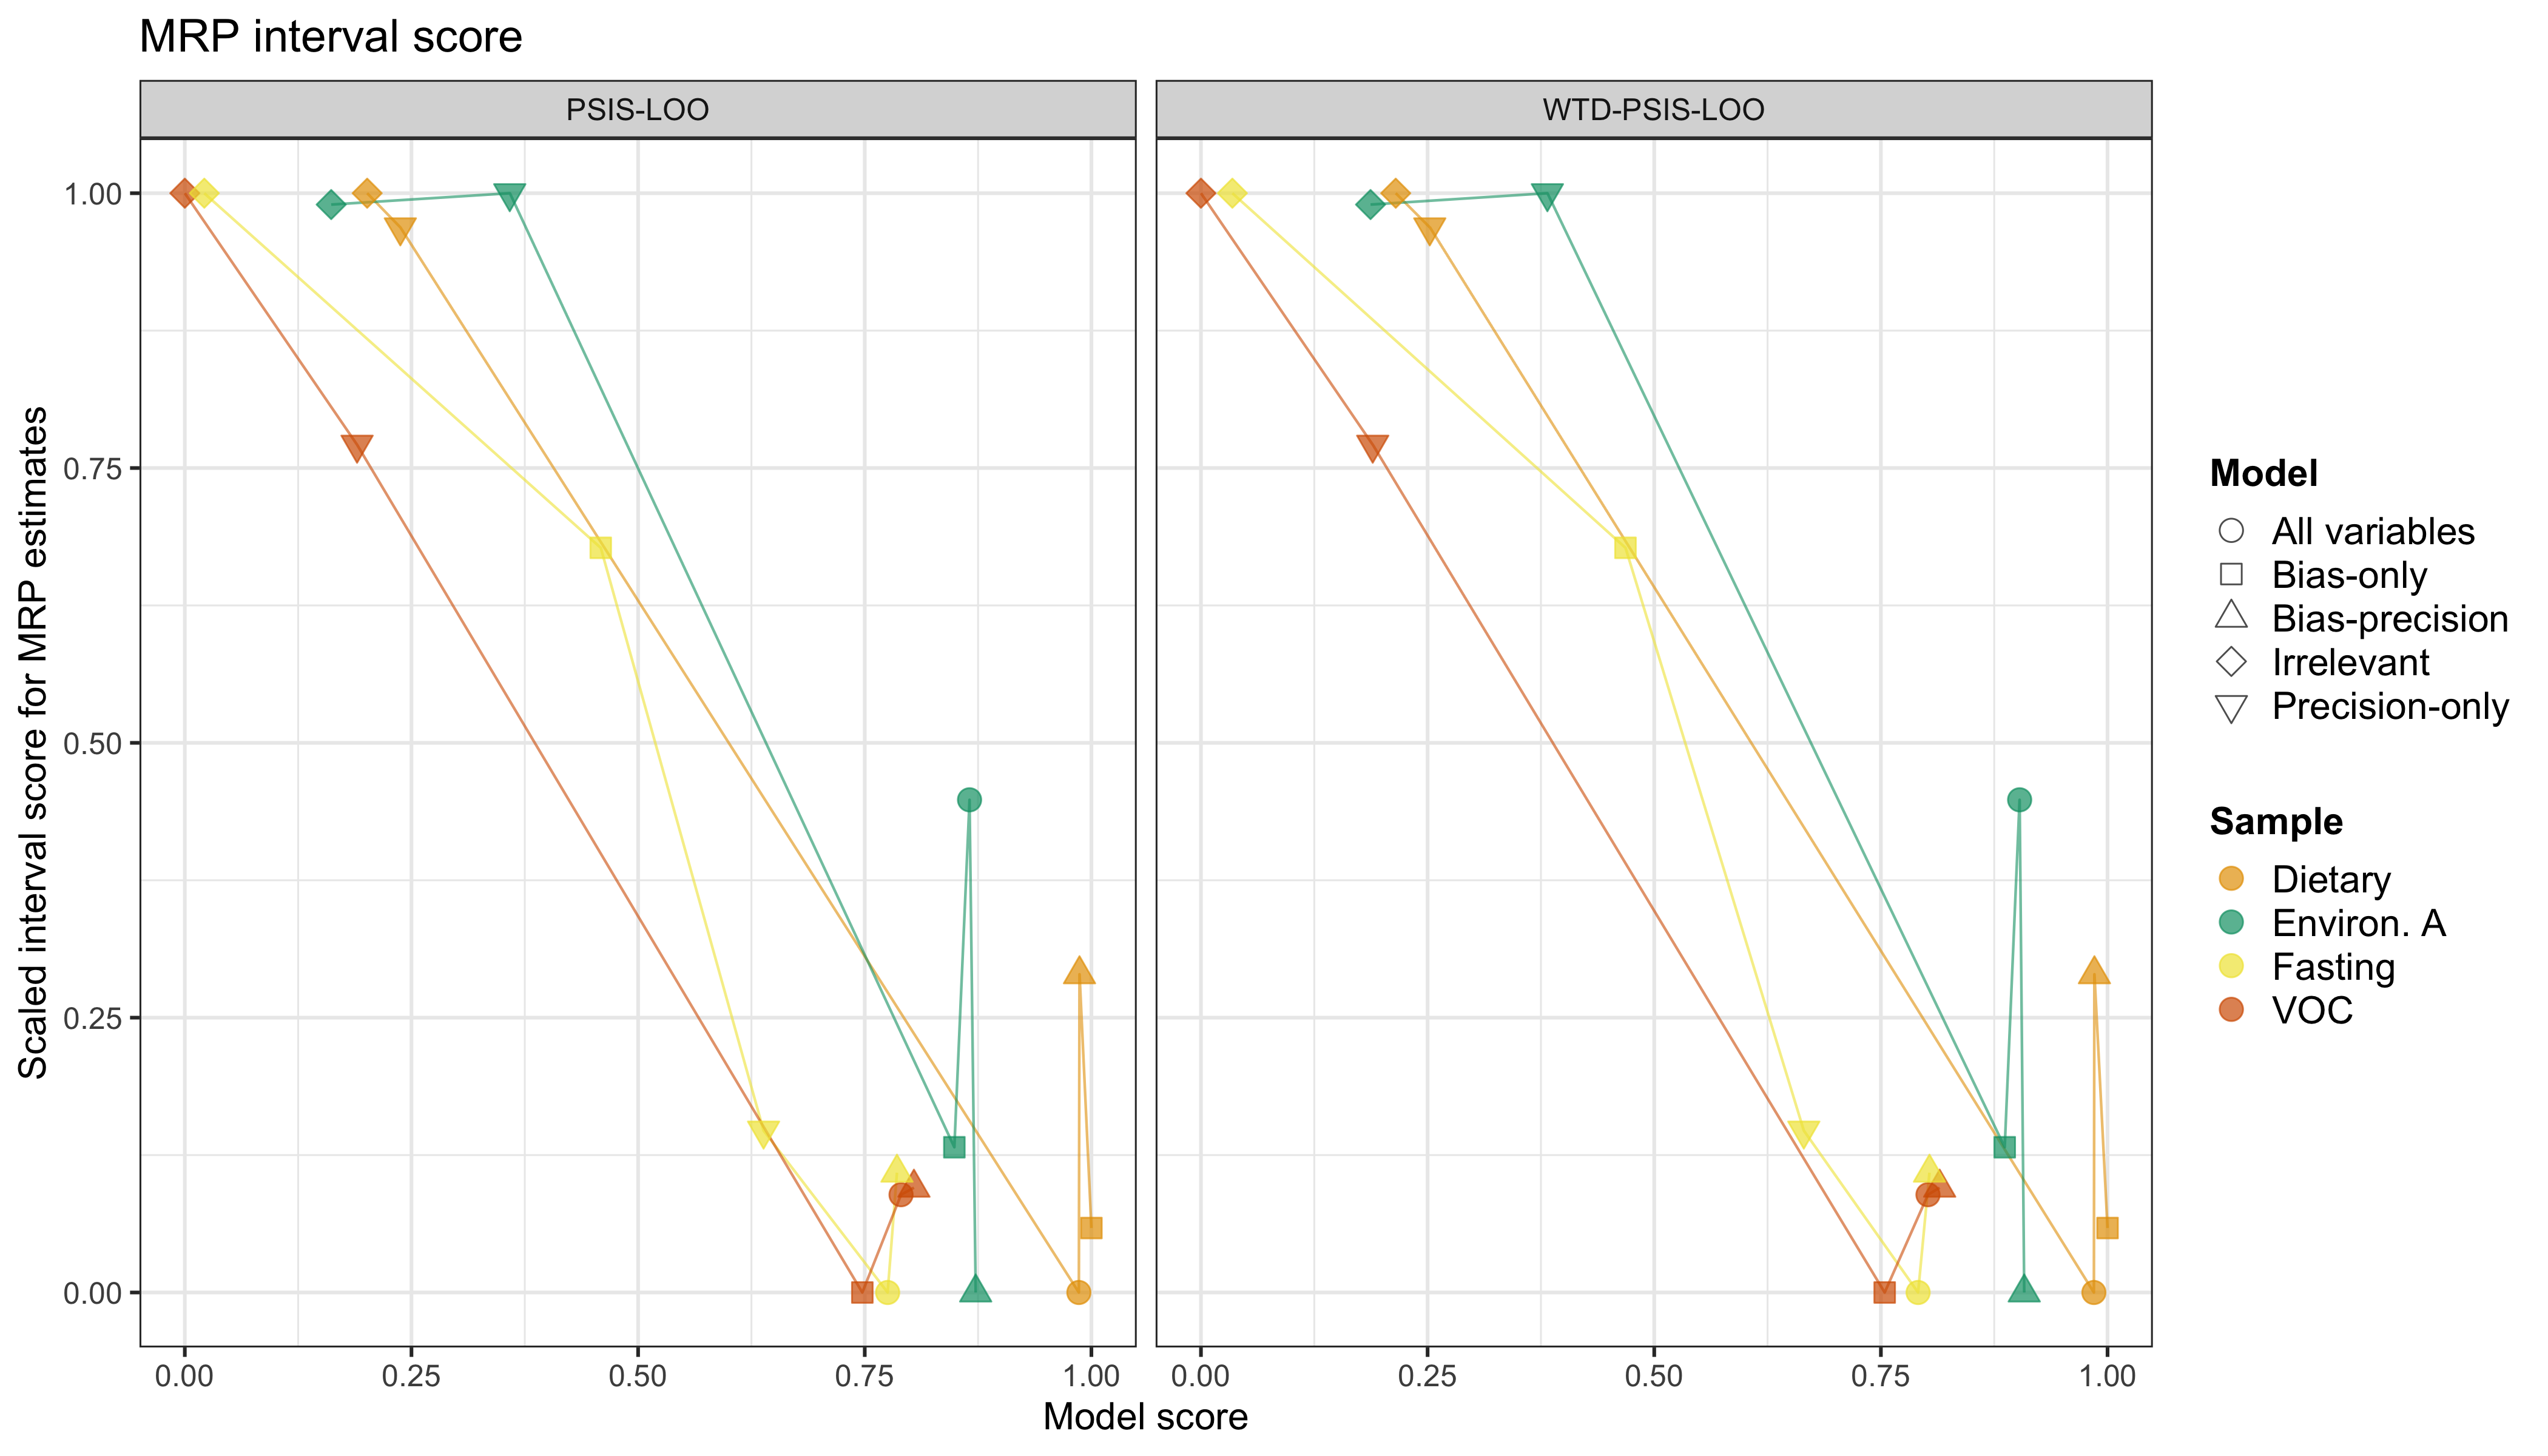 MRP interval score
PSIS-LOO
WTD-PSIS-LOO
Scaled interval score for MRP estimates
1.00
0.75
0.50
0.25
0.00
0.00 0.25 0.50 0.75 1.00
0.00 0.25 0.50 0.75 1.00
Model score
Model
All variables
Bias-only
Bias-precision
Irrelevant
Precision-only
Sample
Dietary
Environ. A
Fasting
VOC